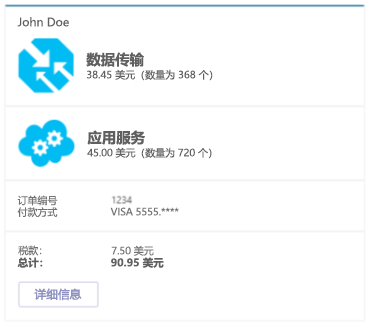 John Doe
数据传输
38.45 美元（数量为 368 个）
应用服务
45.00 美元（数量为 720 个）
订单编号 1234
付款方式 VISA 5555.****
税款： 7.50 美元
总计： 90.95 美元
详细信息